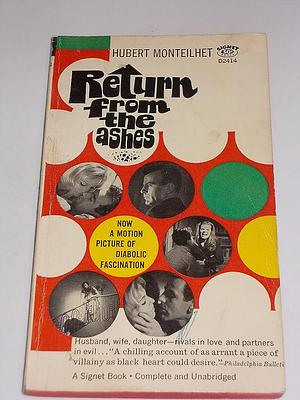 HUBERT MONTEILHET
SIGNET
D2414
Return
from
the
ashes
NOW
A MOTION
PICTURE OF
DIABOLIC
FASCINATION
Husband, wife, daughter—rivals in love and partners
in evil... "A chilling account of as arrant a piece of
villainy as black heart could desire."—Philadelphia Bulletin
A Signet Book • Complete and Unabridged